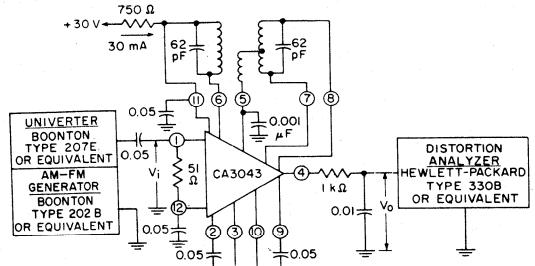 750 Ω
+30 V
30 mA
62 pF
62 pF
11
6
5
7
8
0.05
0.001 μF
UNIVERTER
BOONTON
TYPE 207E
OR EQUIVALENT
AM-FM
GENERATOR
BOONTON
TYPE 202 B
OR EQUIVALENT
0.05
Vi
1
51 Ω
12
CA3043
4
1 kΩ
0.01
Vo
DISTORTION
ANALYZER
HEWLETT-PACKARD
TYPE 330B
OR EQUIVALENT
0.05
2
3
10
9
0.05
0.05